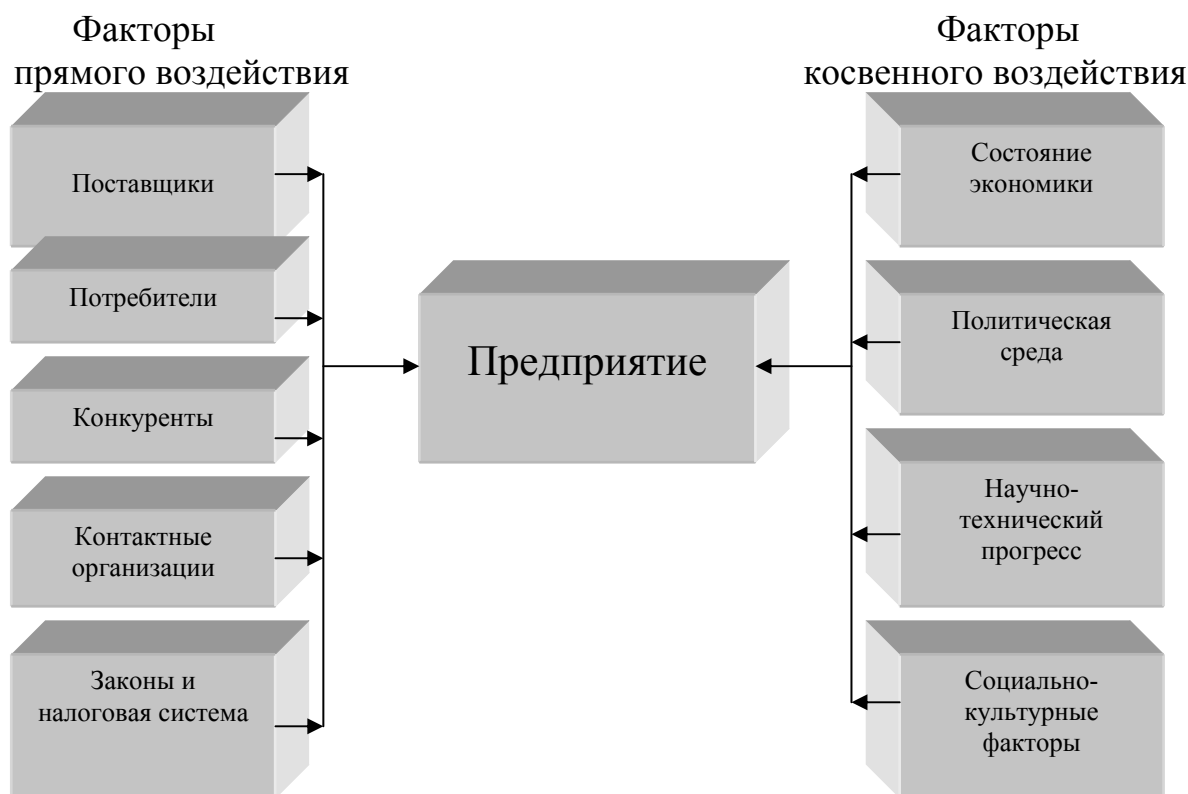 Факторы
прямого воздействия
Поставщики
Потребители
Конкуренты
Контактные
организации
Законы и
налоговая система
Предприятие
Факторы
косвенного воздействия
Состояние
экономики
Политическая
среда
Научно-
технический
прогресс
Социально-
культурные
факторы